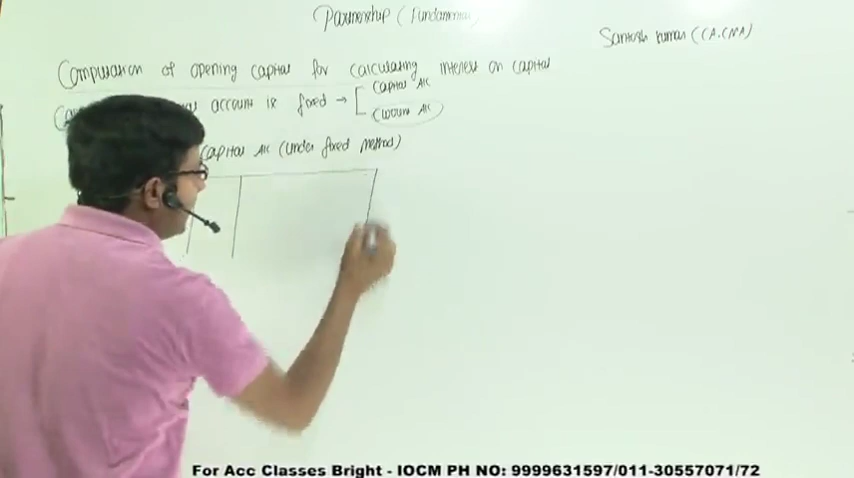 Partnership (Fundamental
Santosh Kumar (CA.CMA)
Computation of opening capital for calculating interest on capital
account is fixed → Capital A/c
Current A/c
Capital A/c (under fixed method)
For Acc Classes Bright - IOCM PH NO: 9999631597/011-30557071/72